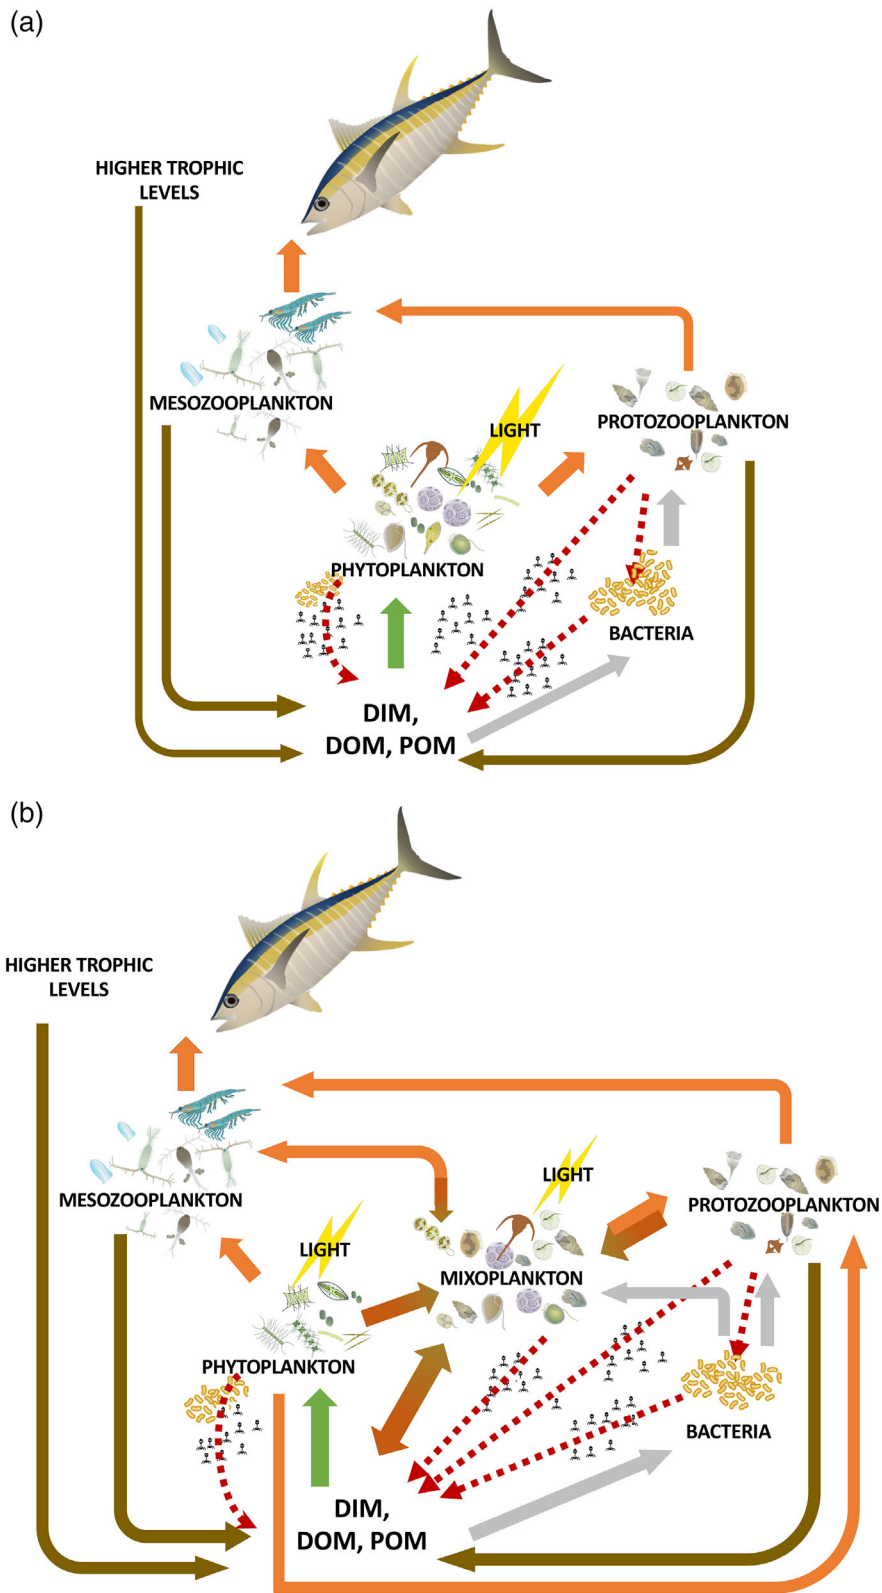 (a)
HIGHER TROPHIC
LEVELS
MESOZOOPLANKTON
LIGHT
PROTOZOOPLANKTON
PHYTOPLANKTON
BACTERIA
DIM,
DOM, POM
(b)
HIGHER TROPHIC
LEVELS
LIGHT
MESOZOOPLANKTON
PROTOZOOPLANKTON
LIGHT
MIXOPLANKTON
PHYTOPLANKTON
BACTERIA
DIM,
DOM, POM